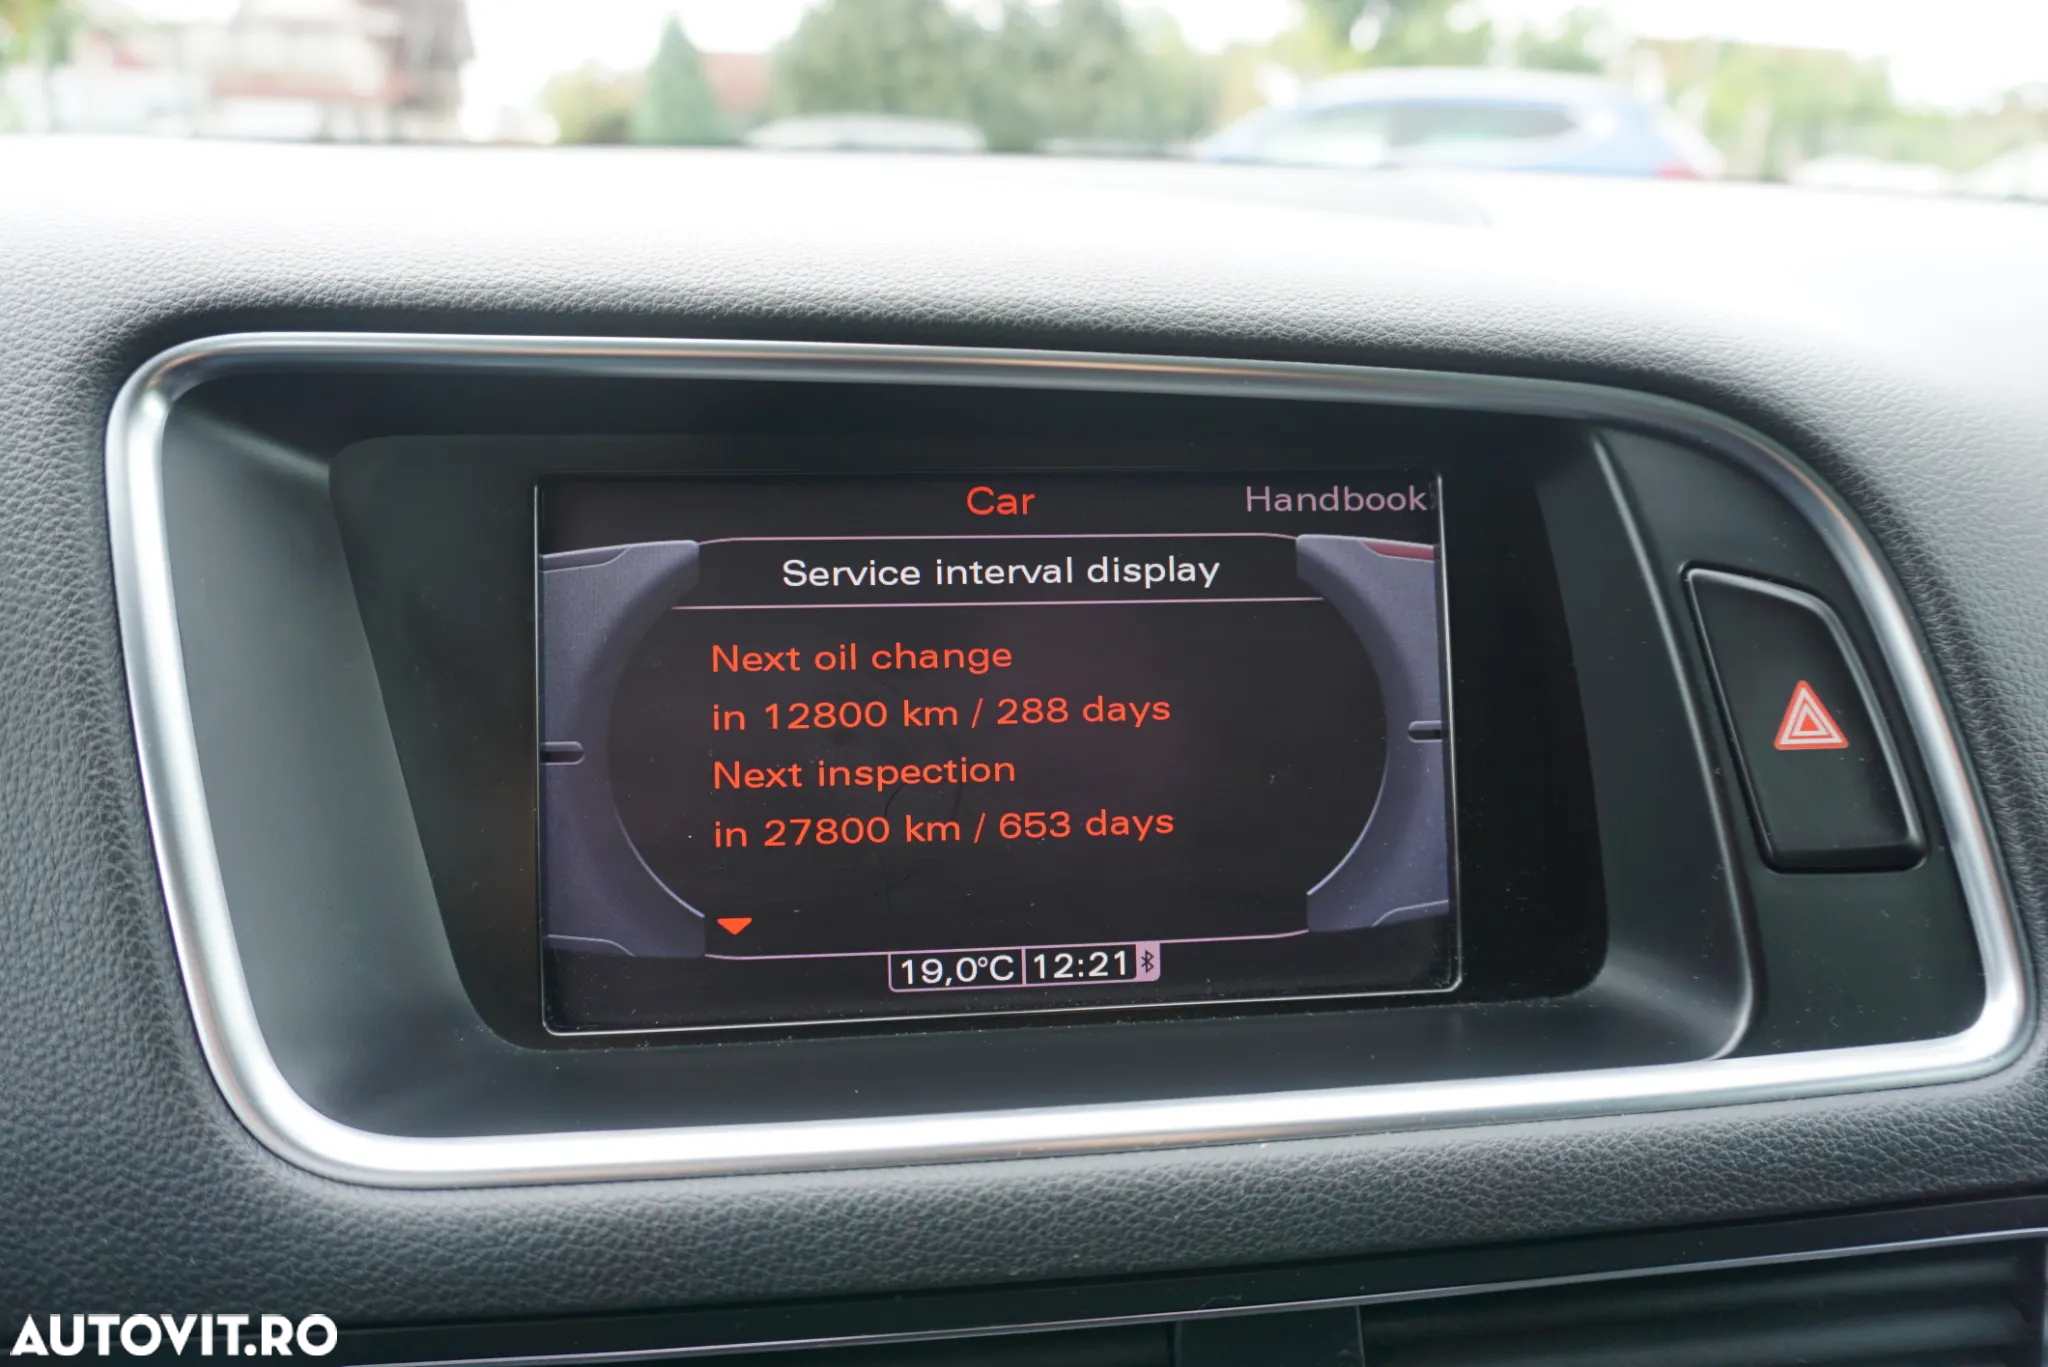 Car Handbook
Service interval display
Next oil change
in 12800 km / 288 days
Next inspection
in 27800 km / 653 days
19,0°C 12:21
AUTOVIT.RO